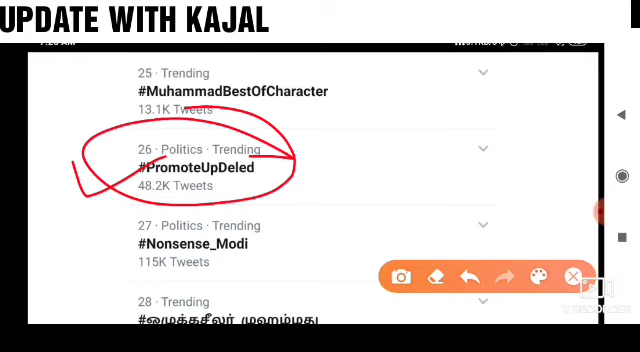 UPDATE WITH KAJAL
25 · Trending
#MuhammadBestOfCharacter
13.1K Tweets
26 · Politics · Trending
#PromoteUpDeled
48.2K Tweets
27 · Politics · Trending
#Nonsense_Modi
115K Tweets
28 · Trending